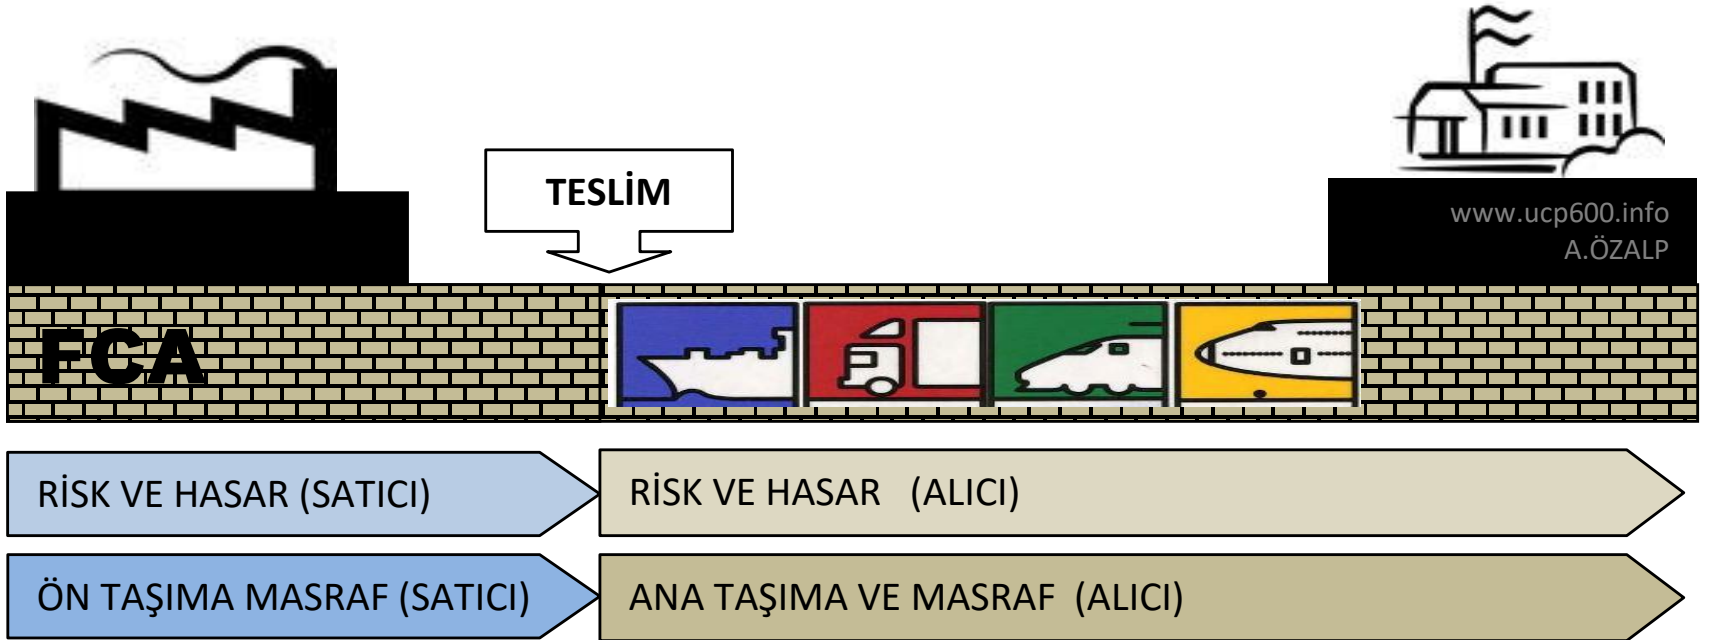 TESLİM
www.ucp600.info
A.ÖZALP
FCA
RİSK VE HASAR (SATICI)
RİSK VE HASAR (ALICI)
ÖN TAŞIMA MASRAF (SATICI)
ANA TAŞIMA VE MASRAF (ALICI)